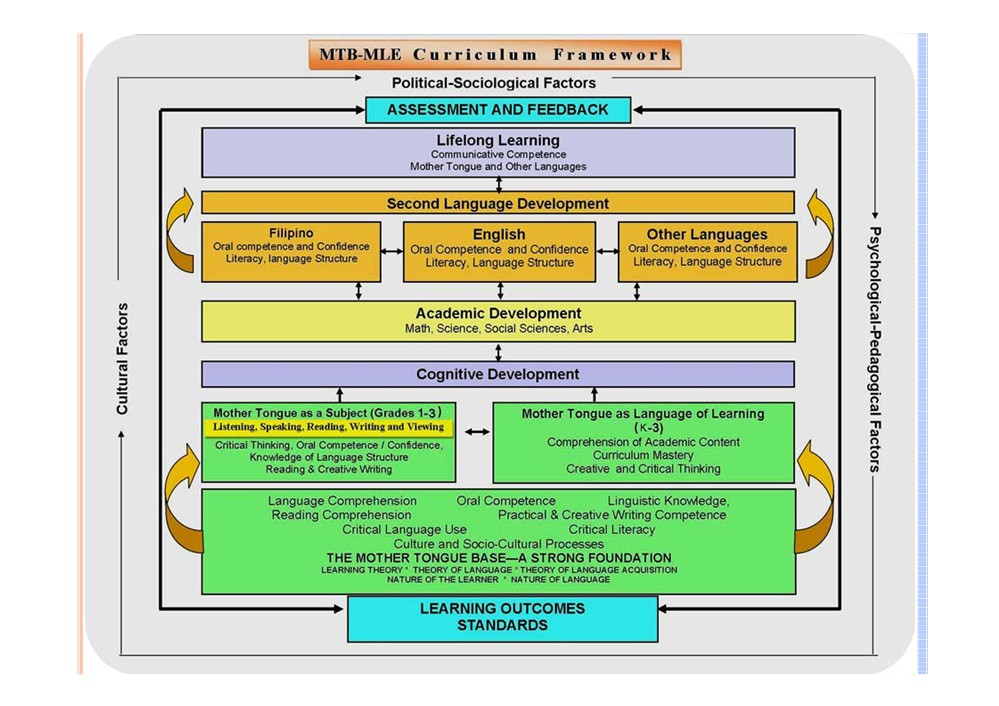 MTB-MLE Curriculum Framework
Political-Sociological Factors
ASSESSMENT AND FEEDBACK
Lifelong Learning
Communicative Competence
Mother Tongue and Other Languages
Second Language Development
Filipino
Oral competence and Confidence
Literacy, language Structure
English
Oral Competence and Confidence
Literacy, Language Structure
Other Languages
Oral Competence and Confidence
Literacy, Language Structure
Academic Development
Math, Science, Social Sciences, Arts
Cognitive Development
Mother Tongue as a Subject (Grades 1-3)
Listening, Speaking, Reading, Writing and Viewing
Critical Thinking, Oral Competence / Confidence,
Knowledge of Language Structure
Reading & Creative Writing
Mother Tongue as Language of Learning
(K-3)
Comprehension of Academic Content
Curriculum Mastery
Creative and Critical Thinking
Language Comprehension Oral Competence Linguistic Knowledge,
Reading Comprehension Practical & Creative Writing Competence
Critical Language Use Critical Literacy
Culture and Socio-Cultural Processes
THE MOTHER TONGUE BASE—A STRONG FOUNDATION
LEARNING THEORY * THEORY OF LANGUAGE * THEORY OF LANGUAGE ACQUISITION
NATURE OF THE LEARNER * NATURE OF LANGUAGE
LEARNING OUTCOMES
STANDARDS
Cultural Factors
Psychological-Pedagogical Factors